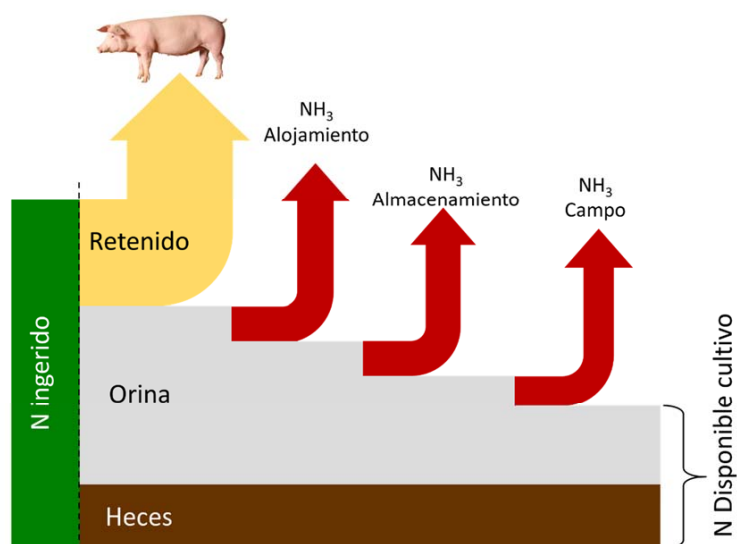 NH₃
Alojamiento
NH₃
Almacenamiento
NH₃
Campo
Retenido
N ingerido
Orina
Heces
N Disponible cultivo